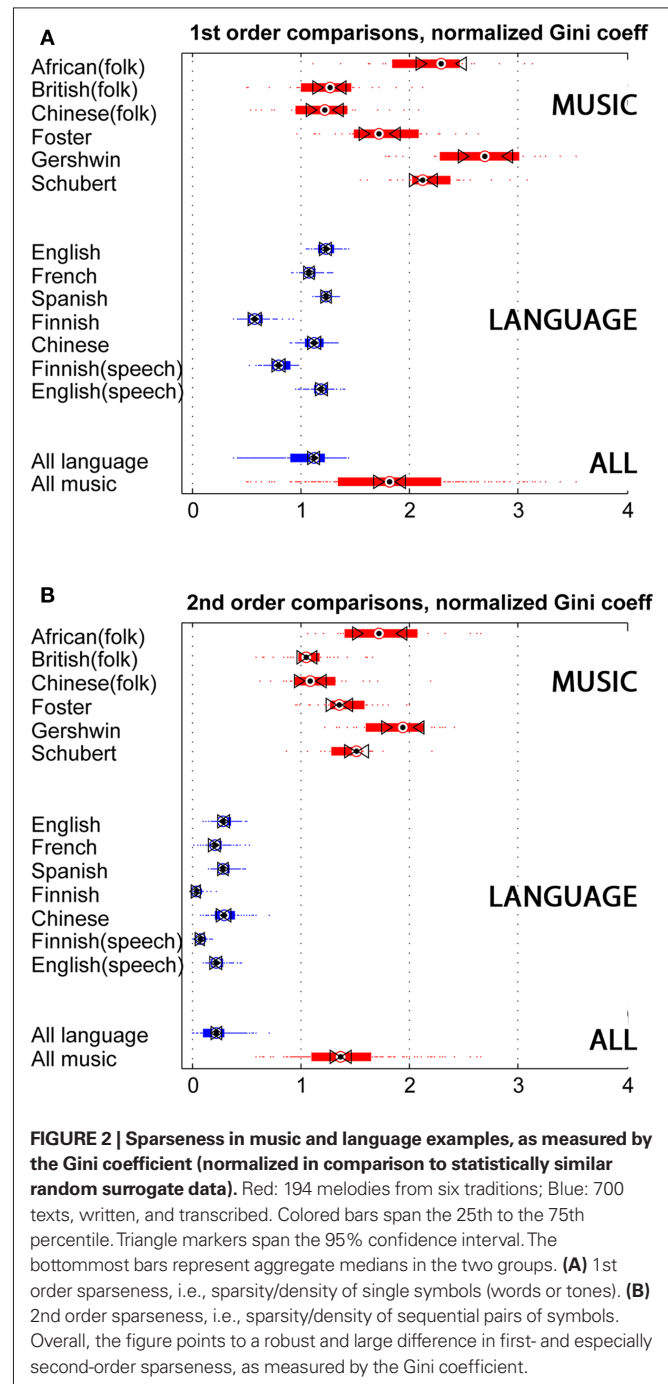 A
1st order comparisons, normalized Gini coeff
African(folk)
British(folk)
MUSIC
Chinese(folk)
Foster
Gershwin
Schubert
English
French
Spanish
Finnish
LANGUAGE
Chinese
Finnish(speech)
English(speech)
All language
ALL
All music
0 1 2 3 4
B
2nd order comparisons, normalized Gini coeff
African(folk)
British(folk)
MUSIC
Chinese(folk)
Foster
Gershwin
Schubert
English
French
Spanish
Finnish
LANGUAGE
Chinese
Finnish(speech)
English(speech)
All language
ALL
All music
0 1 2 3 4
FIGURE 2 | Sparseness in music and language examples, as measured by
the Gini coefficient (normalized in comparison to statistically similar
random surrogate data). Red: 194 melodies from six traditions; Blue: 700
texts, written, and transcribed. Colored bars span the 25th to the 75th
percentile. Triangle markers span the 95% confidence interval. The
bottommost bars represent aggregate medians in the two groups. (A) 1st
order sparseness, i.e., sparsity/density of single symbols (words or tones). (B)
2nd order sparseness, i.e., sparsity/density of sequential pairs of symbols.
Overall, the figure points to a robust and large difference in first- and especially
second-order sparseness, as measured by the Gini coefficient.